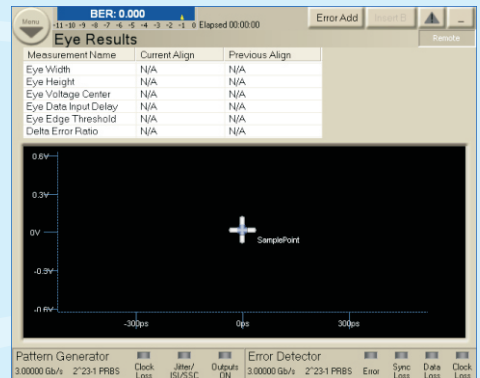 Menu
BER: 0.000
-11 -10 -9 -8 -7 -6 -5 -4 -3 -2 -1 0 Elapsed 00:00:00
Error Add
Insert B
Remote
Eye Results
Measurement Name Current Align Previous Align
Eye Width N/A N/A
Eye Height N/A N/A
Eye Voltage Center N/A N/A
Eye Data Input Delay N/A N/A
Eye Edge Threshold N/A N/A
Delta Error Ratio N/A N/A
0.6V
0.3V
0V
SamplePoint
-0.3V
-0.6V
-300ps 0ps 300ps
Pattern Generator
3.00000 Gb/s 2^23-1 PRBS Clock Loss Jitter/ISI/SSC Outputs ON
Error Detector
3.00000 Gb/s 2^23-1 PRBS Error Sync Loss Data Loss Clock Loss